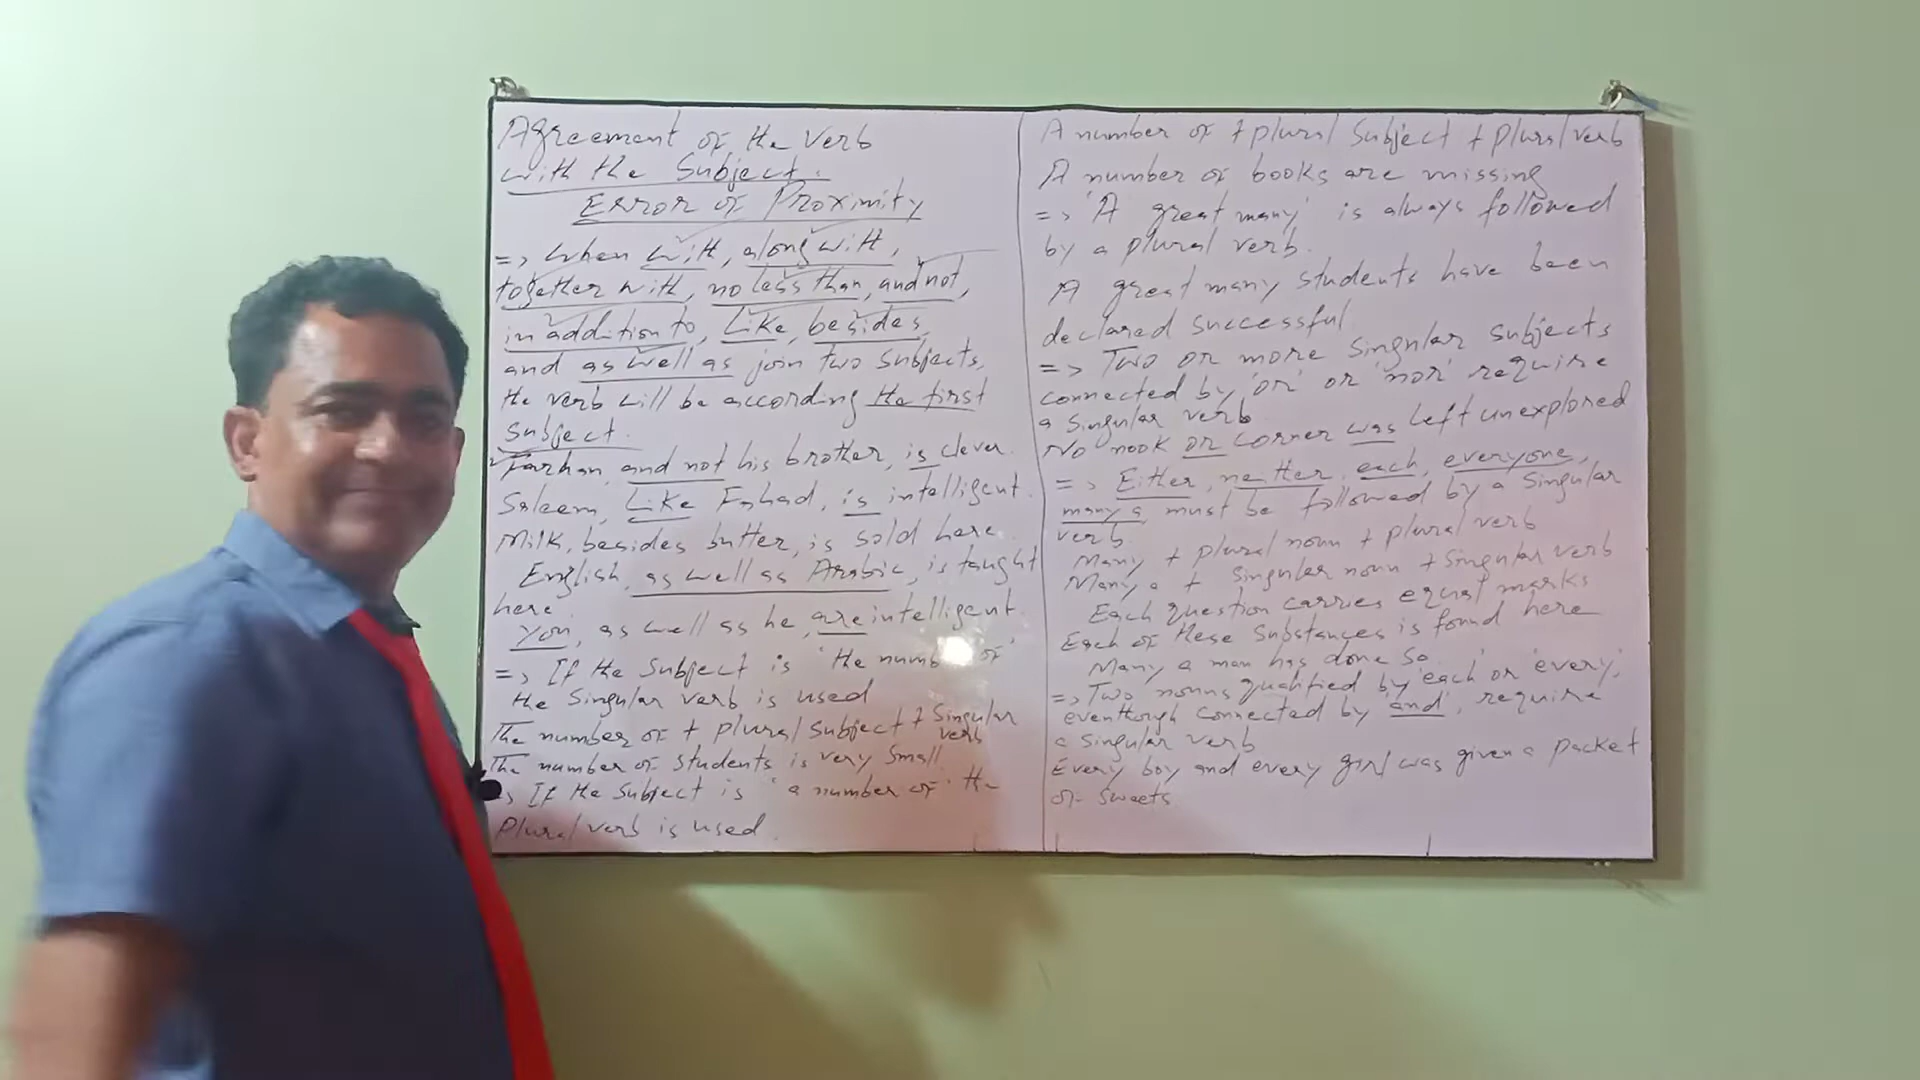 Agreement of the Verb
with the Subject.
Error of Proximity
=> When with, along with,
together with, no less than, and not,
in addition to, Like, besides,
and as well as join two subjects,
the verb will be according the first
subject.
Farhan, and not his brother, is clever.
Saleem, Like Fahad, is intelligent.
Milk, besides butter, is sold here.
English, as well as Arabic, is taught
here.
You, as well as he, are intelligent.
=> If the subject is 'the number of'
the singular verb is used
The number of + plural subject + Singular
verb
The number of students is very small
=> If the subject is 'a number of' the
plural verb is used.
A number of + plural subject + plural verb
A number of books are missing
=> 'A great many' is always followed
by a plural verb.
A great many students have been
declared successful.
=> Two or more singular subjects
connected by 'or' or 'nor' require
a singular verb
No nook or corner was left unexplored
=> Either, neither, each, everyone,
many a must be followed by a singular
verb.
Many + plural noun + plural verb
Many a + singular noun + singular verb
Each question carries equal marks
Each of these substances is found here
Many a man has done so.
=> Two nouns qualified by 'each or 'every',
eventhough connected by 'and', require
a singular verb
Every boy and every girl was given a packet
of sweets